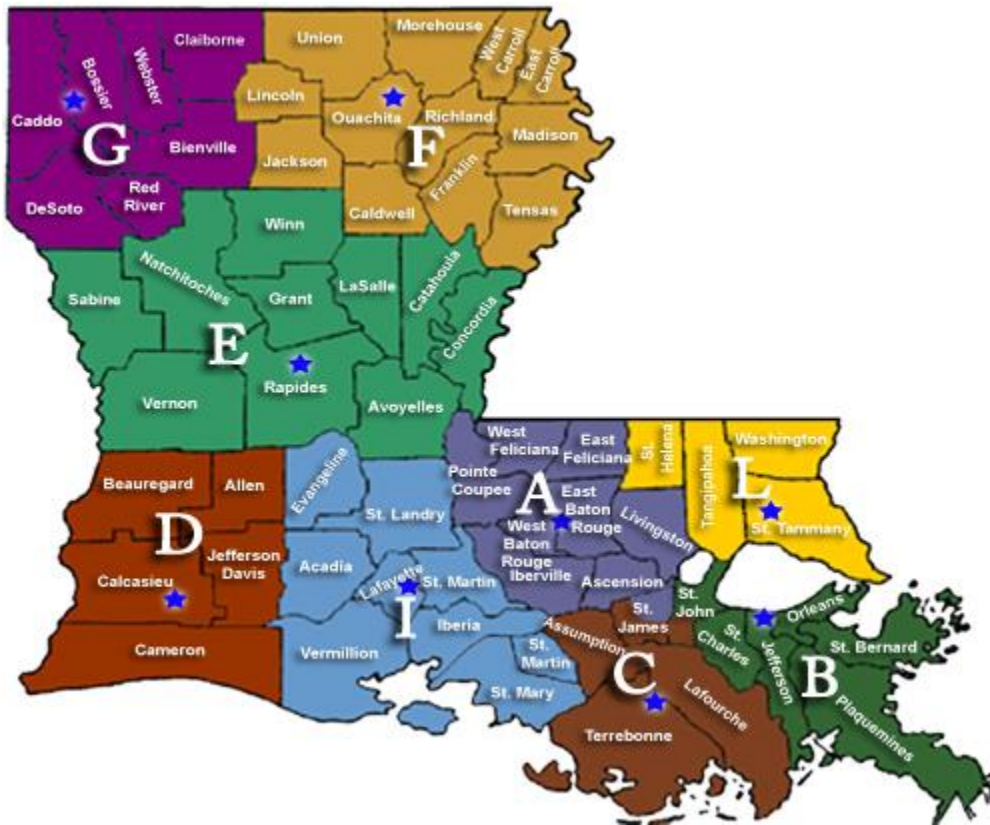 Claiborne
Webster
Bossier
Caddo
G
Bienville
Red
River
DeSoto
Union
Morehouse
West
Carroll
East
Carroll
Lincoln
Ouachita
Richland
Madison
F
Jackson
Franklin
Caldwell
Tensas
Winn
Natchitoches
Sabine
Grant
LaSalle
Catahoula
Concordia
E
Rapides
Vernon
Avoyelles
Beauregard
Allen
D
Jefferson
Davis
Calcasieu
Cameron
Evangeline
St. Landry
Acadia
Lafayette
St. Martin
I
Iberia
Vermillion
St.
Martin
St. Mary
West
Feliciana
East
Feliciana
Pointe
Coupee
A
East
Baton
Rouge
West
Baton
Rouge
Iberville
Livingston
Ascension
St.
Helena
Tangipahoa
Washington
L
St. Tammany
St.
James
Assumption
C
Lafourche
Terrebonne
St.
John
St.
Charles
Jefferson
Orleans
St. Bernard
B
Plaquemines